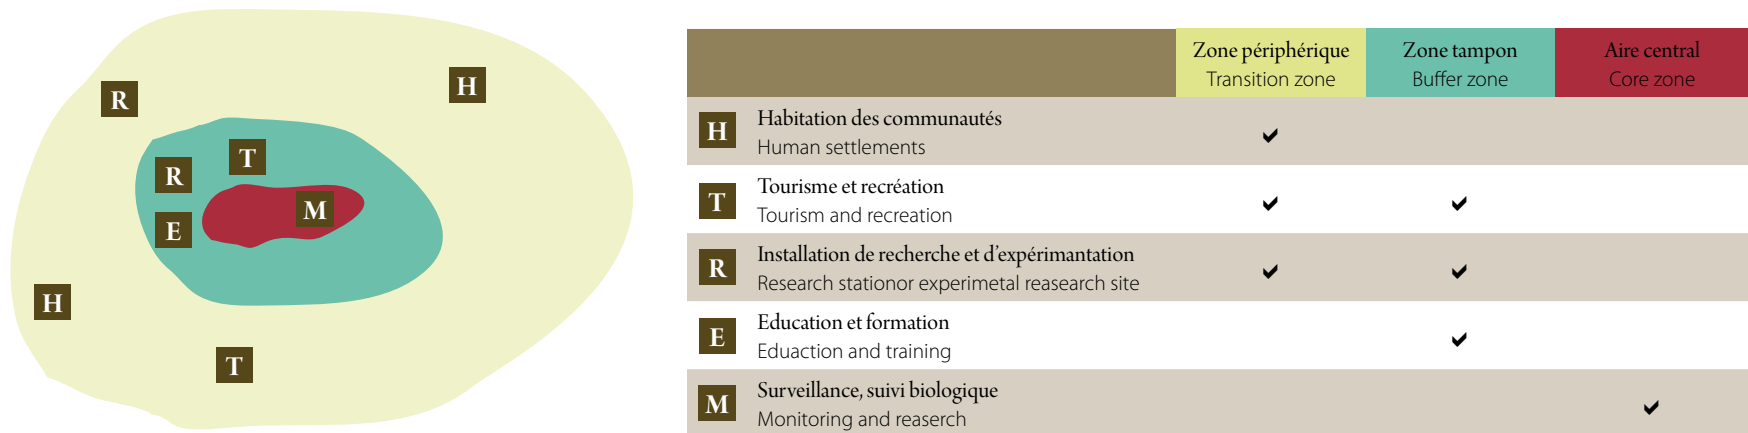 R
H
T
R
M
E
H
T
Zone périphérique
Transition zone
Zone tampon
Buffer zone
Aire central
Core zone
H
Habitation des communautés
Human settlements
T
Tourisme et recréation
Tourism and recreation
R
Installation de recherche et d'expérimantation
Research stationor experimetal reasearch site
E
Education et formation
Eduaction and training
M
Surveillance, suivi biologique
Monitoring and reaserch